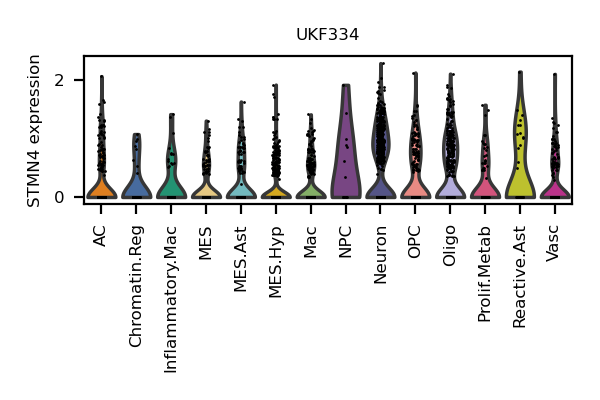 UKF334
STMN4 expression
2
0
AC
Chromatin.Reg
Inflammatory.Mac
MES
MES.Ast
MES.Hyp
Mac
NPC
Neuron
OPC
Oligo
Prolif.Metab
Reactive.Ast
Vasc